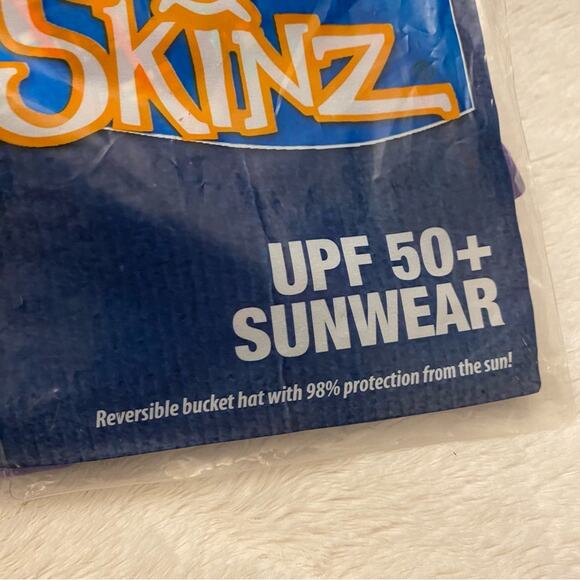 SKINZ
UPF 50+
SUNWEAR
Reversible bucket hat with 98% protection from the sun!